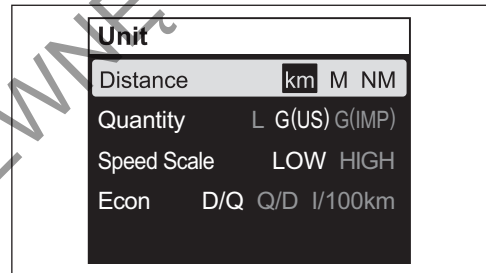 Unit
Distance km M NM
Quantity L G(US) G(IMP)
Speed Scale LOW HIGH
Econ D/Q Q/D l/100km